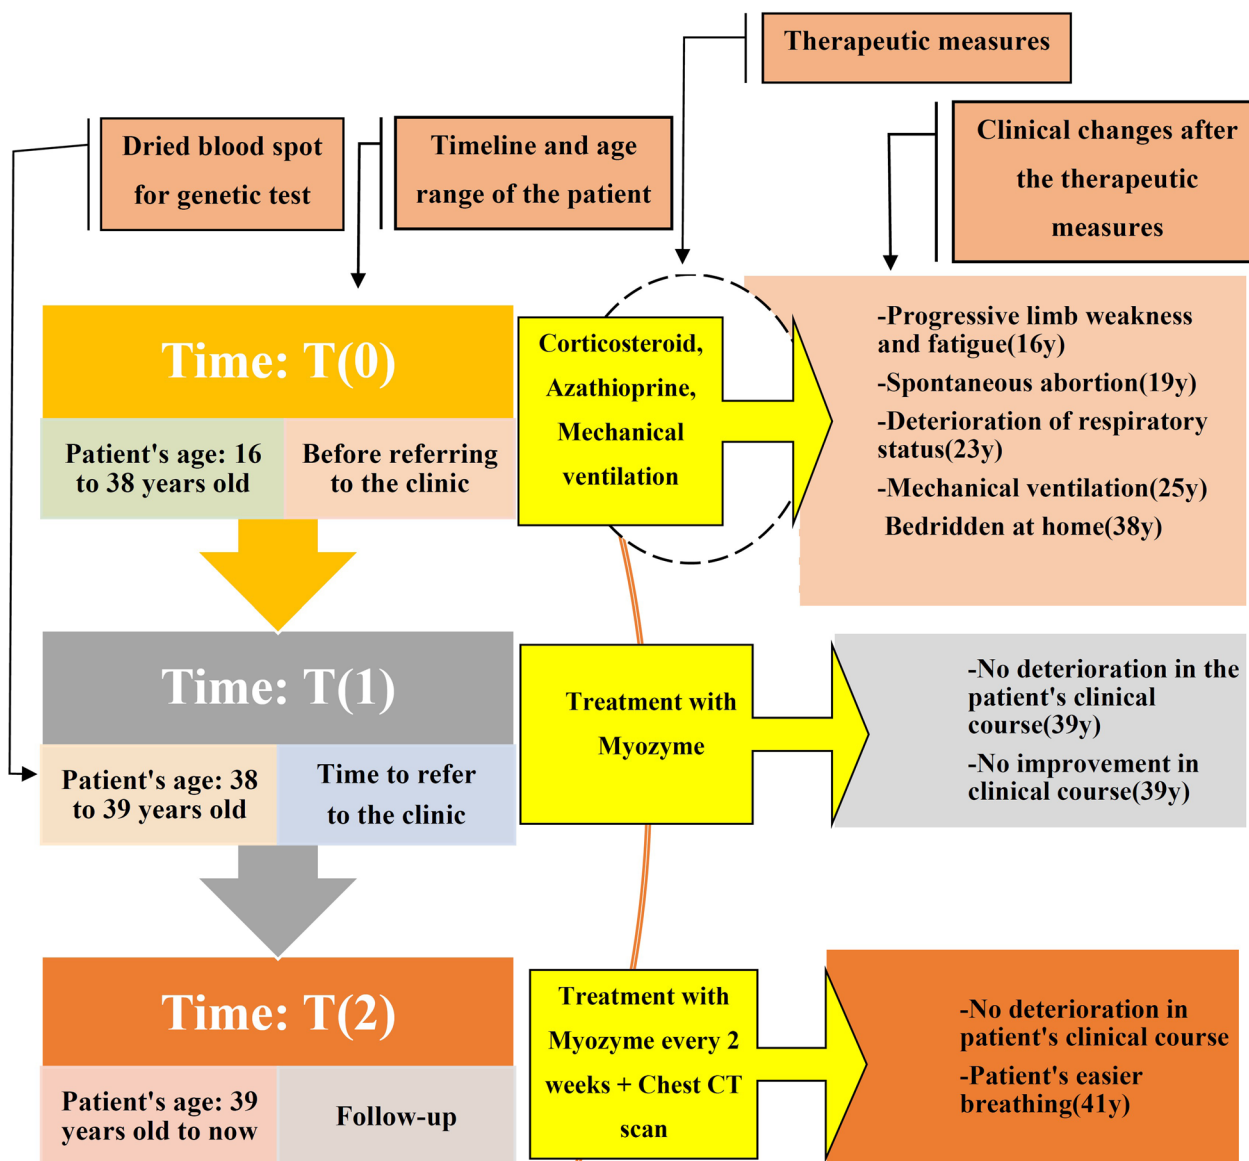 Therapeutic measures
Dried blood spot
for genetic test
Timeline and age
range of the patient
Clinical changes after
the therapeutic
measures
Time: T(0)
Patient's age: 16
to 38 years old
Before referring
to the clinic
Corticosteroid,
Azathioprine,
Mechanical
ventilation
-Progressive limb weakness
and fatigue(16y)
-Spontaneous abortion(19y)
-Deterioration of respiratory
status(23y)
-Mechanical ventilation(25y)
Bedridden at home(38y)
Time: T(1)
Patient's age: 38
to 39 years old
Time to refer
to the clinic
Treatment with
Myozyme
-No deterioration in the
patient's clinical
course(39y)
-No improvement in
clinical course(39y)
Time: T(2)
Patient's age: 39
years old to now
Follow-up
Treatment with
Myozyme every 2
weeks + Chest CT
scan
-No deterioration in
patient's clinical course
-Patient's easier
breathing(41y)